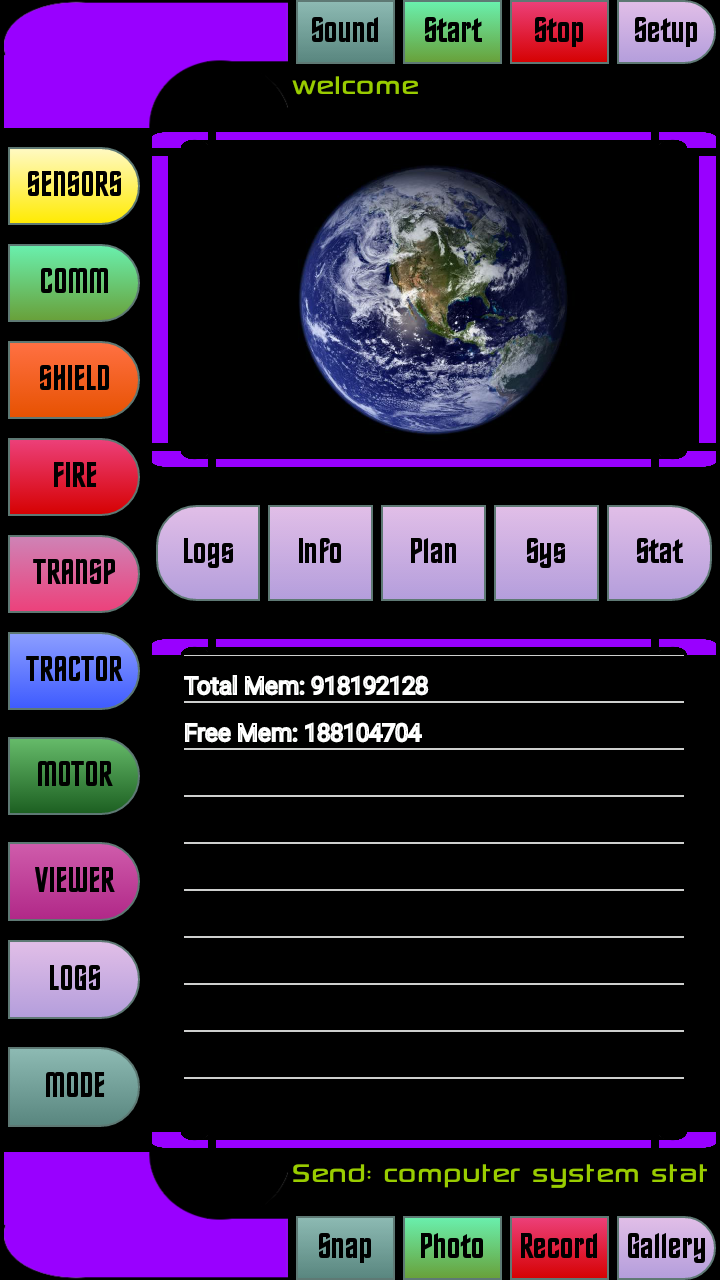 Sound Start Stop Setup
welcome
SENSORS
COMM
SHIELD
FIRE
TRANSP
TRACTOR
MOTOR
VIEWER
LOGS
MODE
Logs Info Plan Sys Stat
Total Mem: 918192128
Free Mem: 188104704
Send: computer system stat
Snap Photo Record Gallery